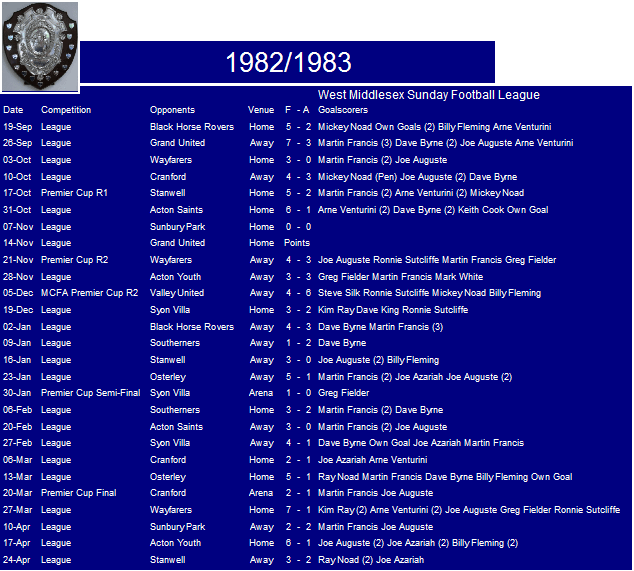 1982/1983
West Middlesex Sunday Football League
Date Competition Opponents Venue F - A Goalscorers
19-Sep League Black Horse Rovers Home 5 - 2 Mickey Noad Own Goals (2) Billy Fleming Arne Venturini
26-Sep League Grand United Away 7 - 3 Martin Francis (3) Dave Byrne (2) Joe Auguste Arne Venturini
03-Oct League Wayfarers Home 3 - 0 Martin Francis (2) Joe Auguste
10-Oct League Cranford Away 4 - 3 Mickey Noad (Pen) Joe Auguste (2) Dave Byrne
17-Oct Premier Cup R1 Stanwell Home 5 - 2 Martin Francis (2) Arne Venturini (2) Mickey Noad
31-Oct League Acton Saints Home 6 - 1 Arne Venturini (2) Dave Byrne (2) Keith Cook Own Goal
07-Nov League Sunbury Park Home 0 - 0
14-Nov League Grand United Home Points
21-Nov Premier Cup R2 Wayfarers Away 4 - 3 Joe Auguste Ronnie Sutcliffe Martin Francis Greg Fielder
28-Nov League Acton Youth Away 3 - 3 Greg Fielder Martin Francis Mark White
05-Dec MCFA Premier Cup R2 Valley United Away 4 - 6 Steve Silk Ronnie Sutcliffe Mickey Noad Billy Fleming
19-Dec League Syon Villa Home 3 - 2 Kim Ray Dave King Ronnie Sutcliffe
02-Jan League Black Horse Rovers Away 4 - 3 Dave Byrne Martin Francis (3)
09-Jan League Southerners Away 1 - 2 Dave Byrne
16-Jan League Stanwell Away 3 - 0 Joe Auguste (2) Billy Fleming
23-Jan League Osterley Away 5 - 1 Martin Francis (2) Joe Azariah Joe Auguste (2)
30-Jan Premier Cup Semi-Final Syon Villa Arena 1 - 0 Greg Fielder
06-Feb League Southerners Home 3 - 2 Martin Francis (2) Dave Byrne
20-Feb League Acton Saints Away 3 - 0 Martin Francis (2) Joe Auguste
27-Feb League Syon Villa Away 4 - 1 Dave Byrne Own Goal Joe Azariah Martin Francis
06-Mar League Cranford Home 2 - 1 Joe Azariah Arne Venturini
13-Mar League Osterley Home 5 - 1 Ray Noad Martin Francis Dave Byrne Billy Fleming Own Goal
20-Mar Premier Cup Final Cranford Arena 2 - 1 Martin Francis Joe Auguste
27-Mar League Wayfarers Home 7 - 1 Kim Ray (2) Arne Venturini (2) Joe Auguste Greg Fielder Ronnie Sutcliffe
10-Apr League Sunbury Park Away 2 - 2 Martin Francis Joe Auguste
17-Apr League Acton Youth Home 6 - 1 Joe Auguste (2) Joe Azariah (2) Billy Fleming (2)
24-Apr League Stanwell Away 3 - 2 Ray Noad (2) Joe Azariah